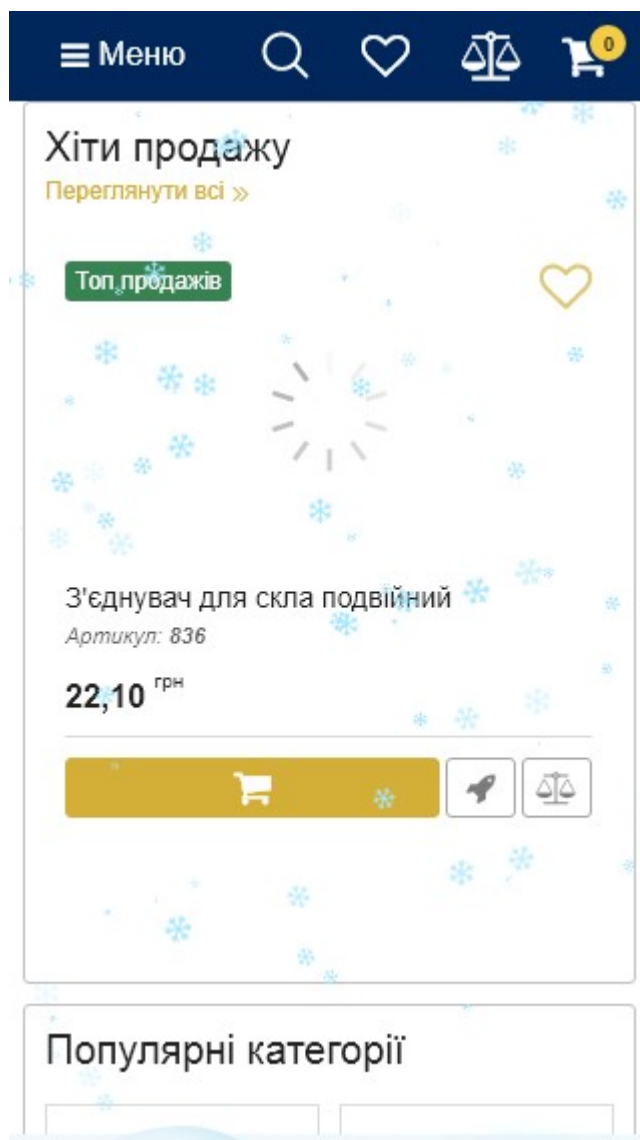 Меню
0
Хіти продажу
Переглянути всі »
Топ продажів
З'єднувач для скла подвійний
Артикул: 836
22,10 грн
Популярні категорії